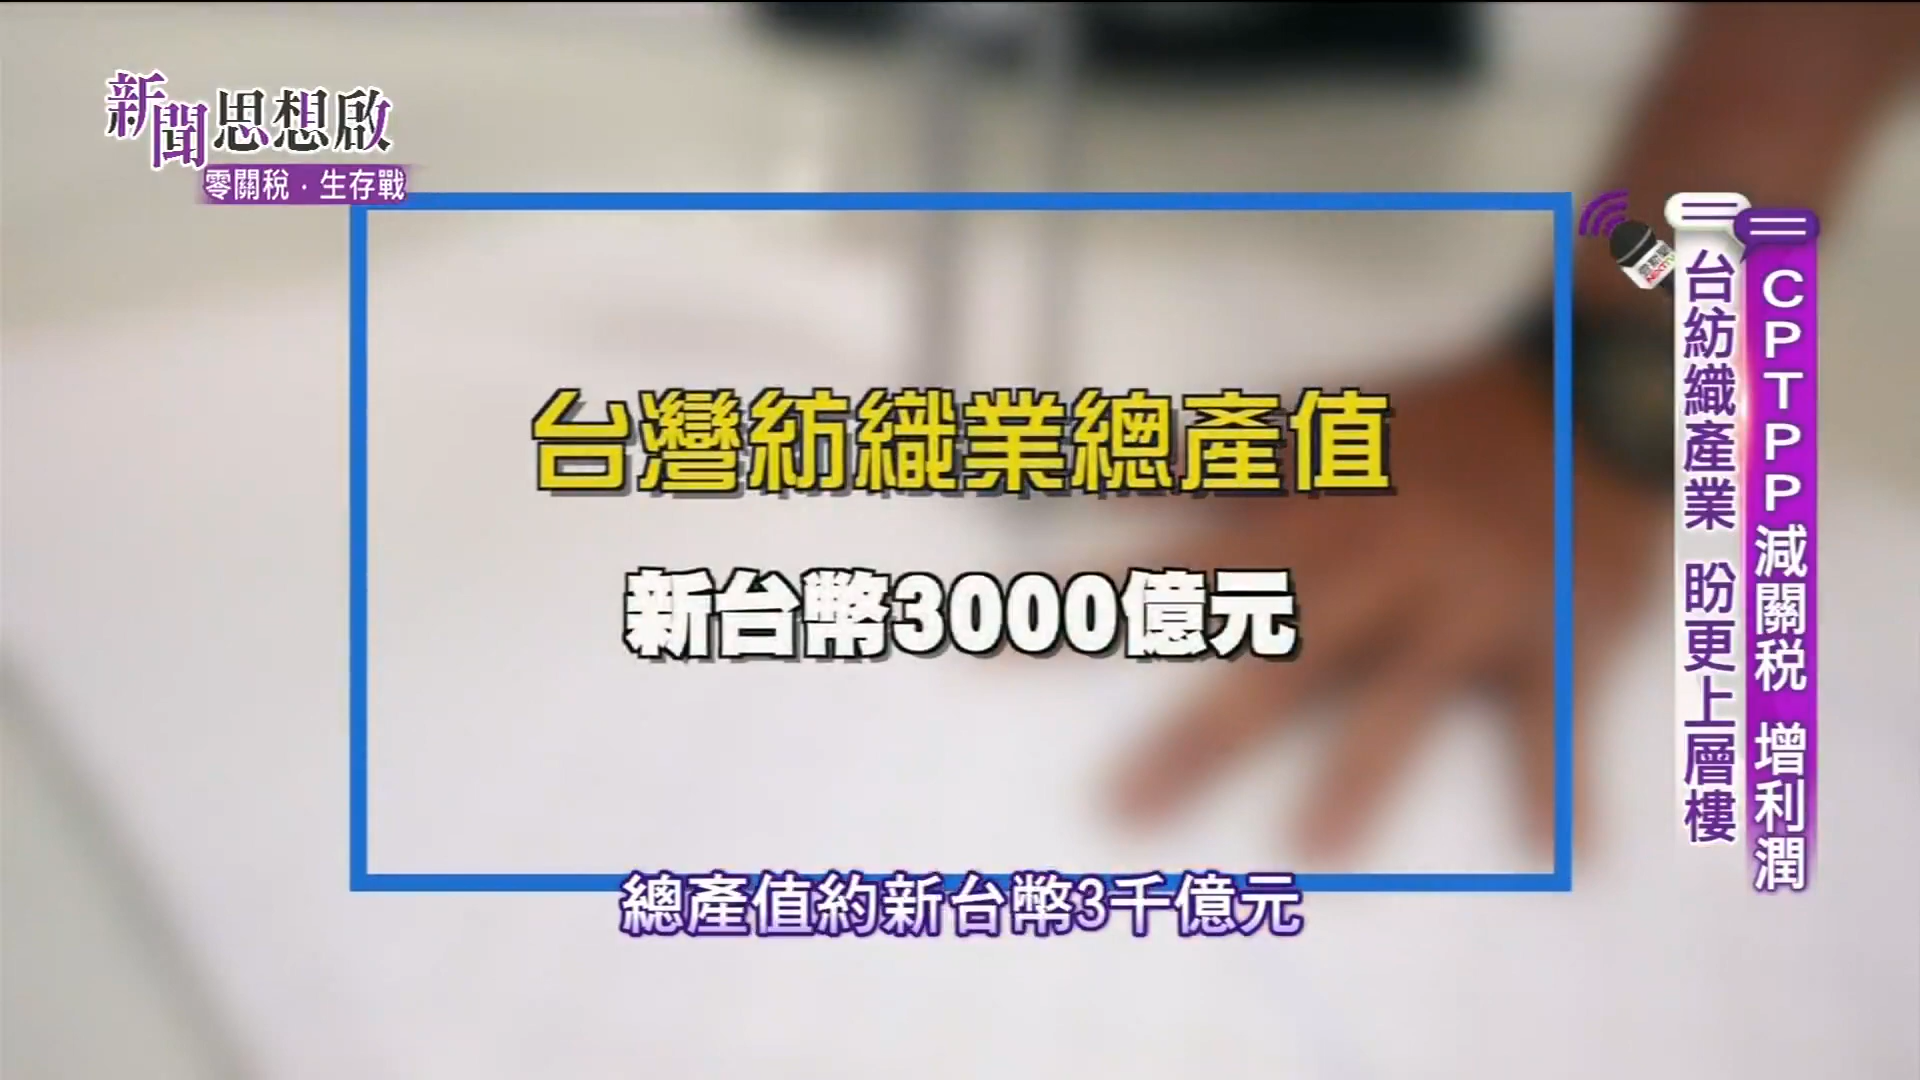 新聞思想啟
零關稅．生存戰
CPTPP減關税 增利潤
台紡織產業 盼更上層樓
台灣紡織業總產值
新台幣3000億元
總產值約新台幣3千億元